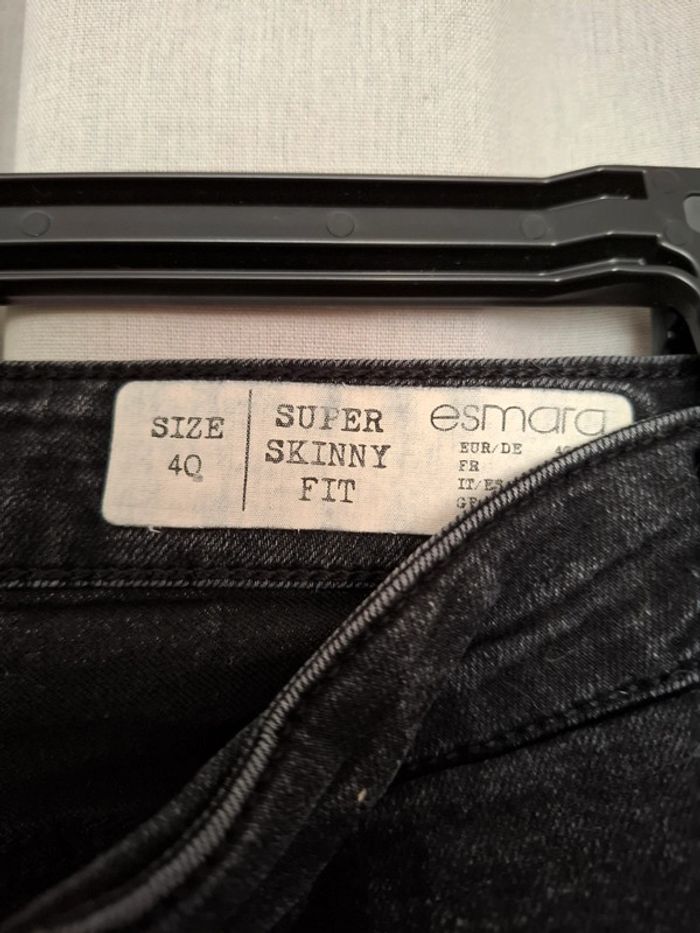 SIZE
40
SUPER
SKINNY
FIT
esmara
EUR/DE
FR
IT/ES